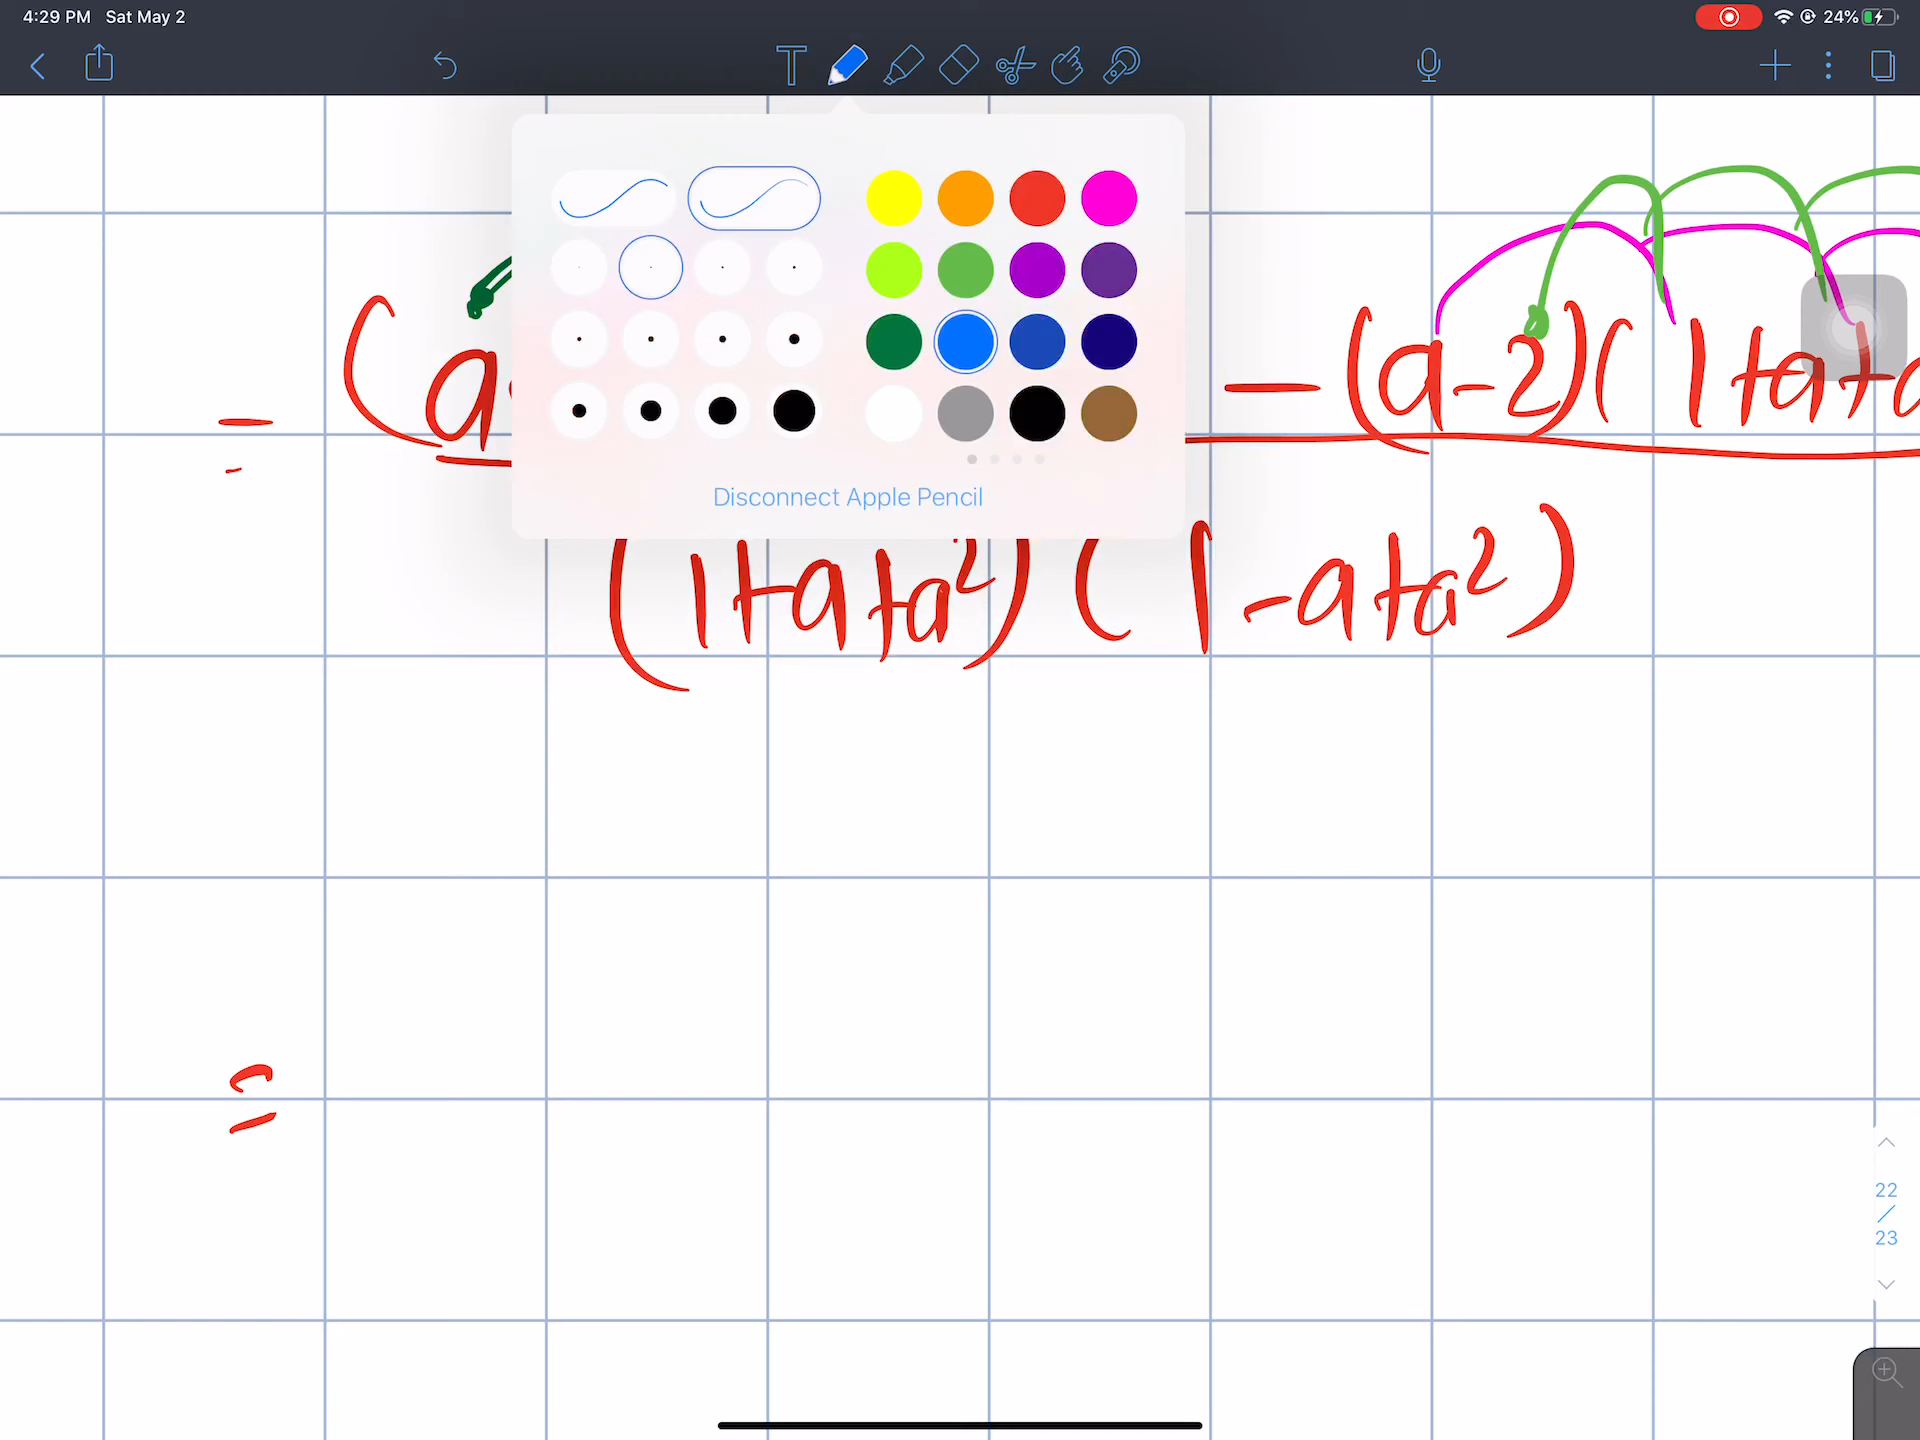 4:29 PM Sat May 2
24%
T
= (a - (a-2)(1+a+a
Disconnect Apple Pencil
(1+a+a²)(1-a+a²)
=
22
/
23